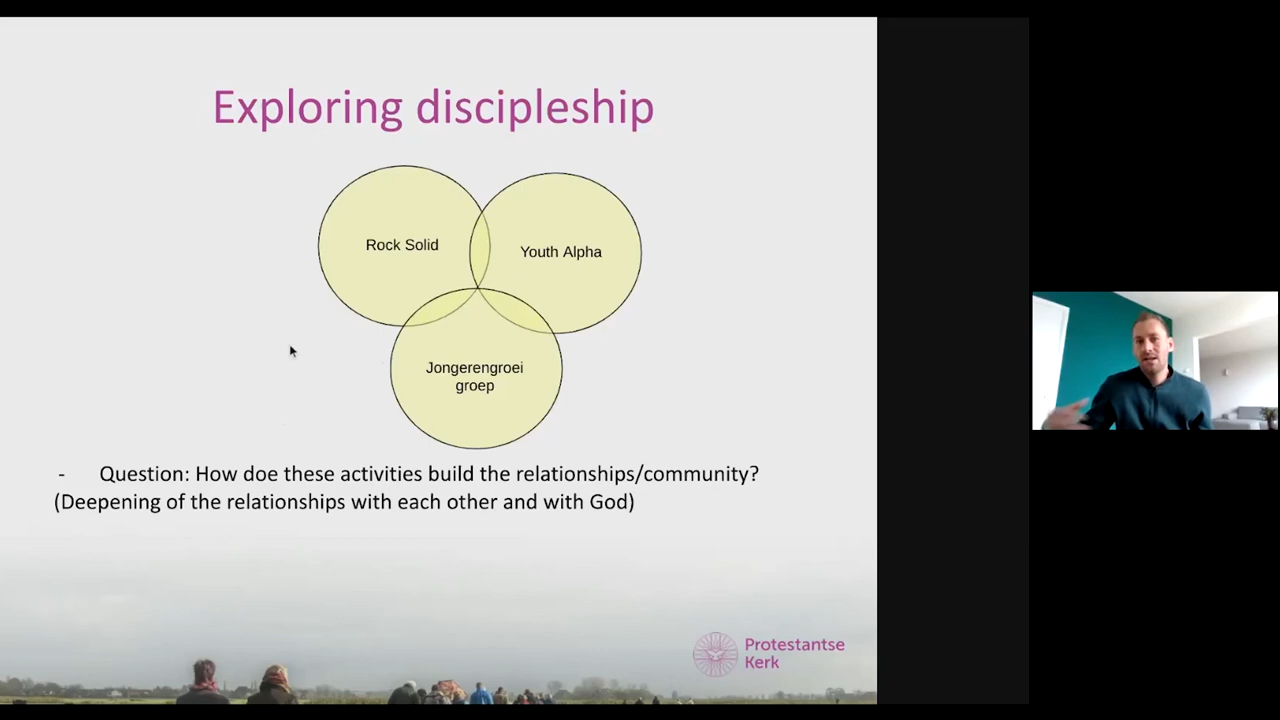 Exploring discipleship
Rock Solid
Youth Alpha
Jongerengroei
groep
- Question: How doe these activities build the relationships/community?
(Deepening of the relationships with each other and with God)
Protestantse
Kerk